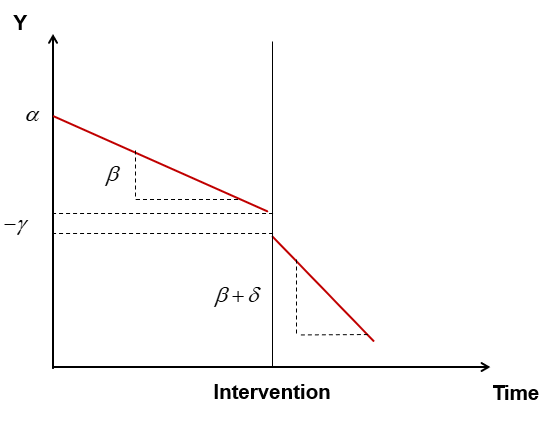 Y
α
β
−γ
β + δ
Intervention
Time